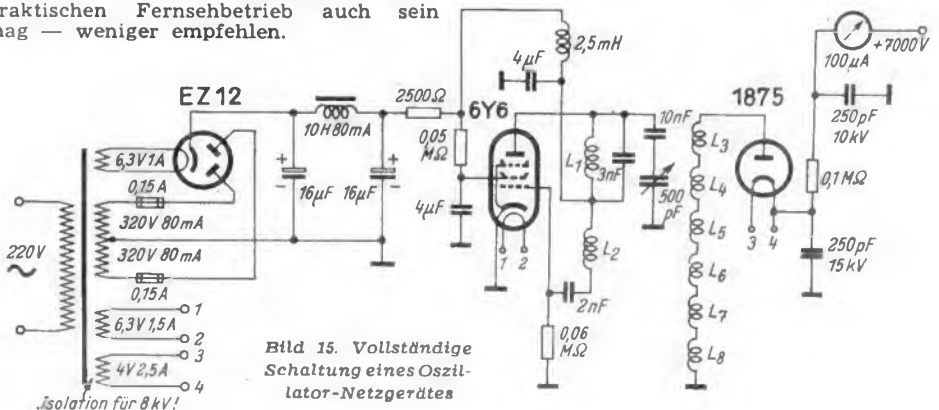 raktischen Fernsehbetrieb auch sein
nag — weniger empfehlen.
2,5mH
100µA
+7000V
4µF
EZ12
2500Ω
6Y6
10nF
1875
250pF
10kV
10H 80mA
0,05
MΩ
L1
3nF
L3
6,3V 1A
0,15A
+
-
16µF
16µF
+
-
4µF
500
pF
L4
0,1MΩ
320V 80mA
320V 80mA
220V
0,15A
1
2
L2
L5
3
4
250pF
15kV
L6
2nF
6,3V 1,5A
1
2
0,06
MΩ
L7
4V 2,5A
3
4
L8
Isolation für 8kV!
Bild 15. Vollständige
Schaltung eines Oszil-
lator-Netzgerätes